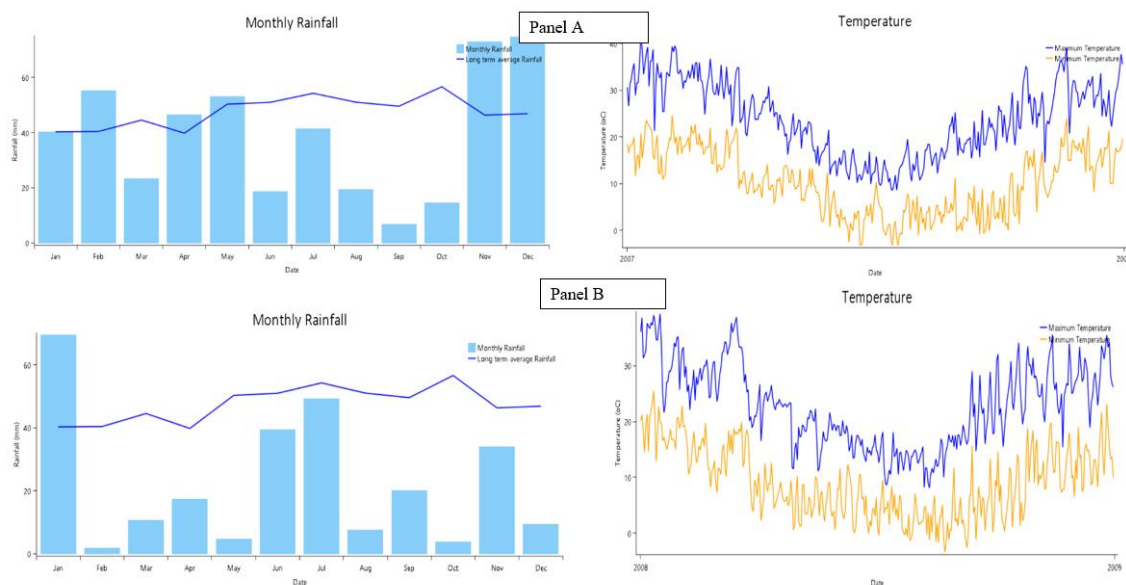 Panel A
Monthly Rainfall
Monthly Rainfall
Long term average Rainfall
Rainfall (mm)
60
40
20
0
Jan Feb Mar Apr May Jun Jul Aug Sep Oct Nov Dec
Date
Temperature
Maximum Temperature
Minimum Temperature
Temperature (oC)
40
30
20
10
0
2007 200
Date
Panel B
Monthly Rainfall
Monthly Rainfall
Long term average Rainfall
Rainfall (mm)
60
40
20
0
Jan Feb Mar Apr May Jun Jul Aug Sep Oct Nov Dec
Date
Temperature
Maximum Temperature
Minimum Temperature
Temperature (oC)
30
20
10
0
2008 2009
Date